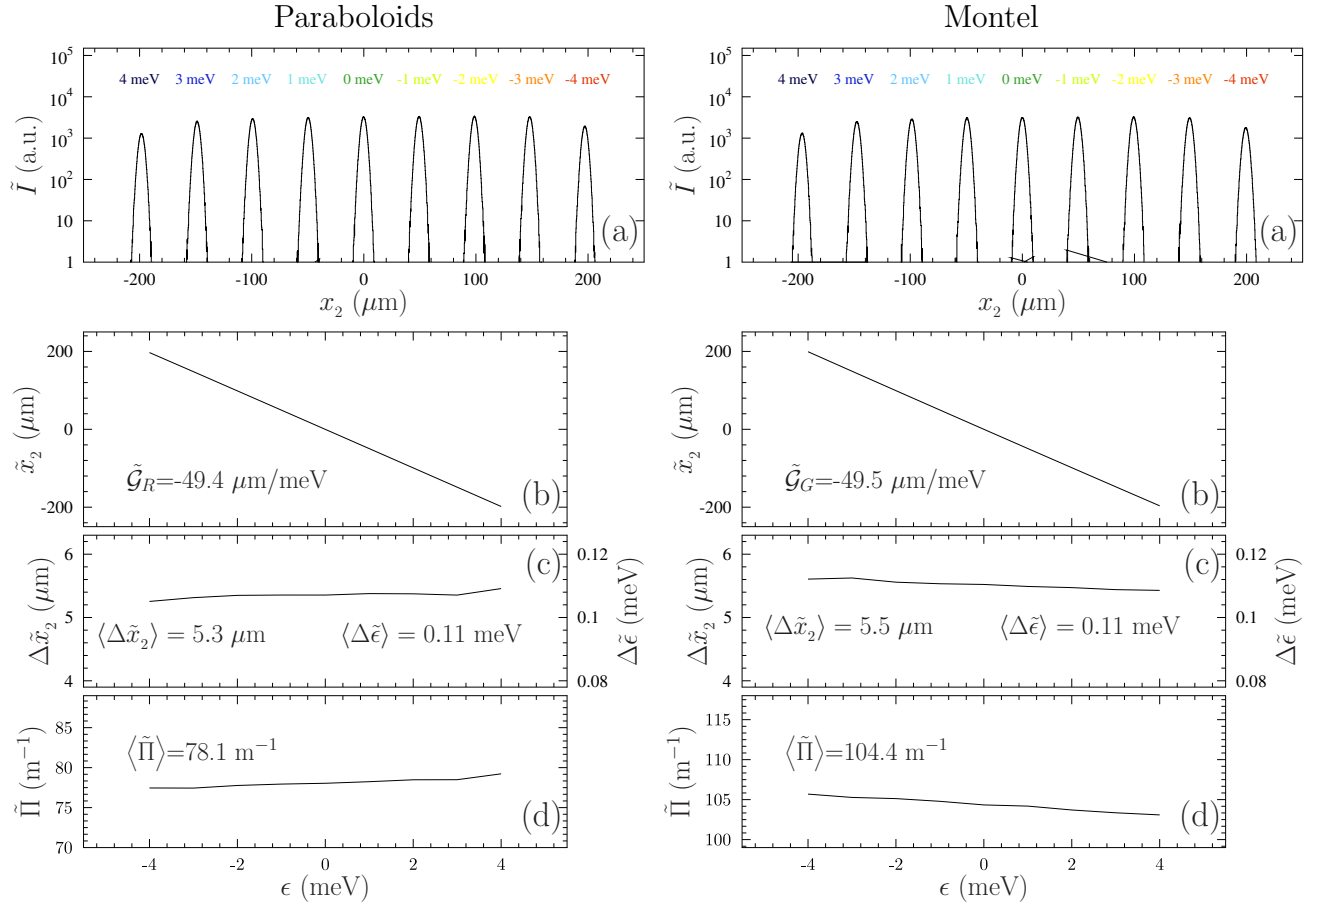 Paraboloids
10⁵
10⁴
10³
10²
10
1
Ĩ (a.u.)
4 meV 3 meV 2 meV 1 meV 0 meV -1 meV -2 meV -3 meV -4 meV
(a)
-200 -100 0 100 200
x₂ (μm)
200
0
-200
x̃₂ (μm)
𝒢̃_R=-49.4 μm/meV
(b)
6
5
4
Δx̃₂ (μm)
(c)
⟨Δx̃₂⟩ = 5.3 μm ⟨Δϵ̃⟩ = 0.11 meV
0.12
0.1
0.08
Δϵ̃ (meV)
85
80
75
70
Π̃ (m⁻¹)
⟨Π̃⟩=78.1 m⁻¹
(d)
-4 -2 0 2 4
ϵ (meV)
Montel
10⁵
10⁴
10³
10²
10
1
Ĩ (a.u.)
4 meV 3 meV 2 meV 1 meV 0 meV -1 meV -2 meV -3 meV -4 meV
(a)
-200 -100 0 100 200
x₂ (μm)
200
0
-200
x̃₂ (μm)
𝒢̃_G=-49.5 μm/meV
(b)
6
5
4
Δx̃₂ (μm)
(c)
⟨Δx̃₂⟩ = 5.5 μm ⟨Δϵ̃⟩ = 0.11 meV
0.12
0.1
0.08
Δϵ̃ (meV)
115
110
105
100
Π̃ (m⁻¹)
⟨Π̃⟩=104.4 m⁻¹
(d)
-4 -2 0 2 4
ϵ (meV)